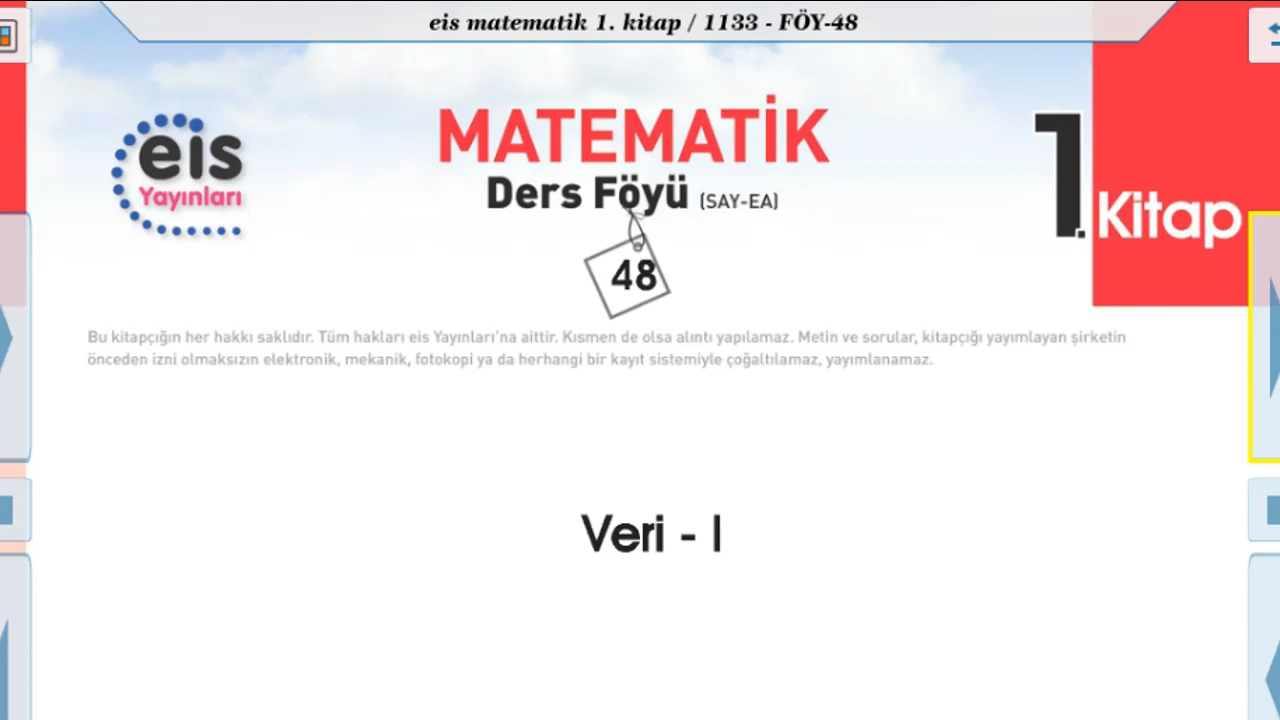 eis matematik 1. kitap / 1133 - FÖY-48
eis
Yayınları
MATEMATİK
Ders Föyü (SAY-EA)
48
1. Kitap
Bu kitapçığın her hakkı saklıdır. Tüm hakları eis Yayınları'na aittir. Kısmen de olsa alıntı yapılamaz. Metin ve sorular, kitapçığı yayımlayan şirketin
önceden izni olmaksızın elektronik, mekanik, fotokopi ya da herhangi bir kayıt sistemiyle çoğaltılamaz, yayımlanamaz.
Veri - I